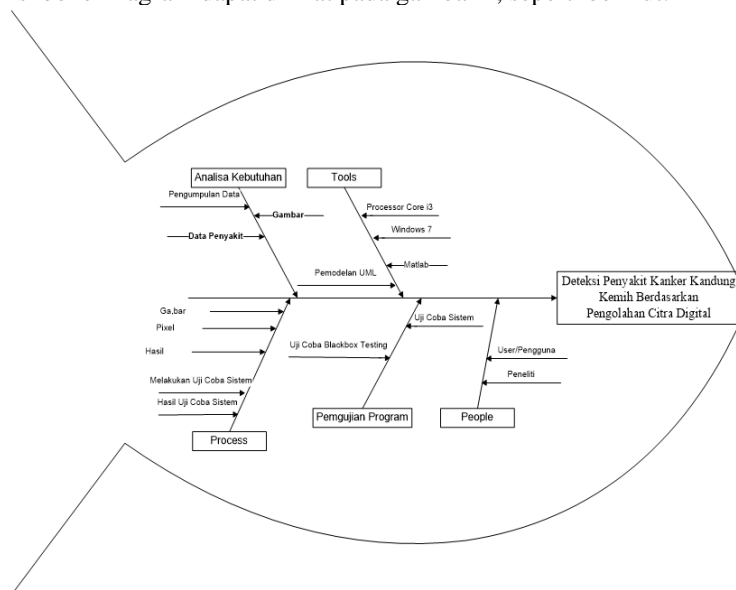 Analisa Kebutuhan
Tools
Pengumpulan Data
Gambar
Data Penyakit
Processor Core i3
Windows 7
Matlab
Pemodelan UML
Deteksi Penyakit Kanker Kandung
Kemih Berdasarkan
Pengolahan Citra Digital
Ga,bar
Pixel
Hasil
Melakukan Uji Coba Sistem
Hasil Uji Coba Sistem
Process
Uji Coba Sistem
Uji Coba Blackbox Testing
Pemgujian Program
User/Pengguna
Peneliti
People